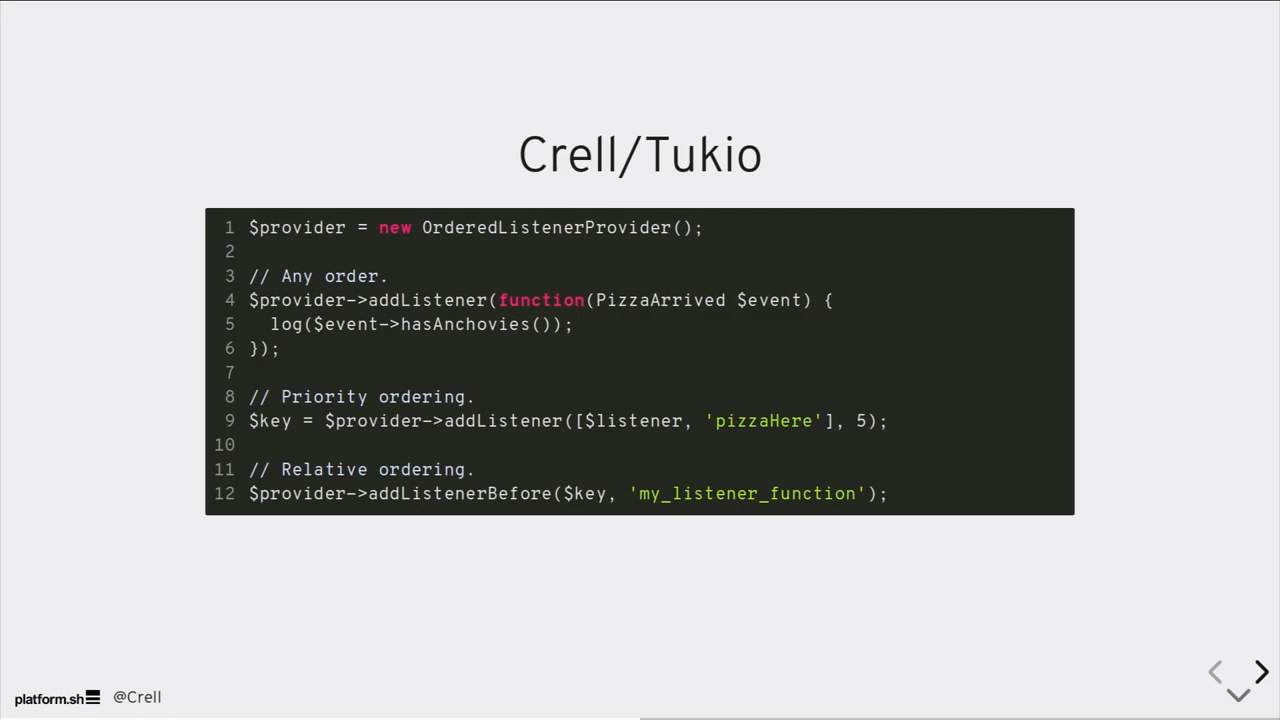 Crell/Tukio
1 $provider = new OrderedListenerProvider();
2
3 // Any order.
4 $provider->addListener(function(PizzaArrived $event) {
5   log($event->hasAnchovies());
6 });
7
8 // Priority ordering.
9 $key = $provider->addListener([$listener, 'pizzaHere'], 5);
10
11 // Relative ordering.
12 $provider->addListenerBefore($key, 'my_listener_function');
platform.sh @Crell